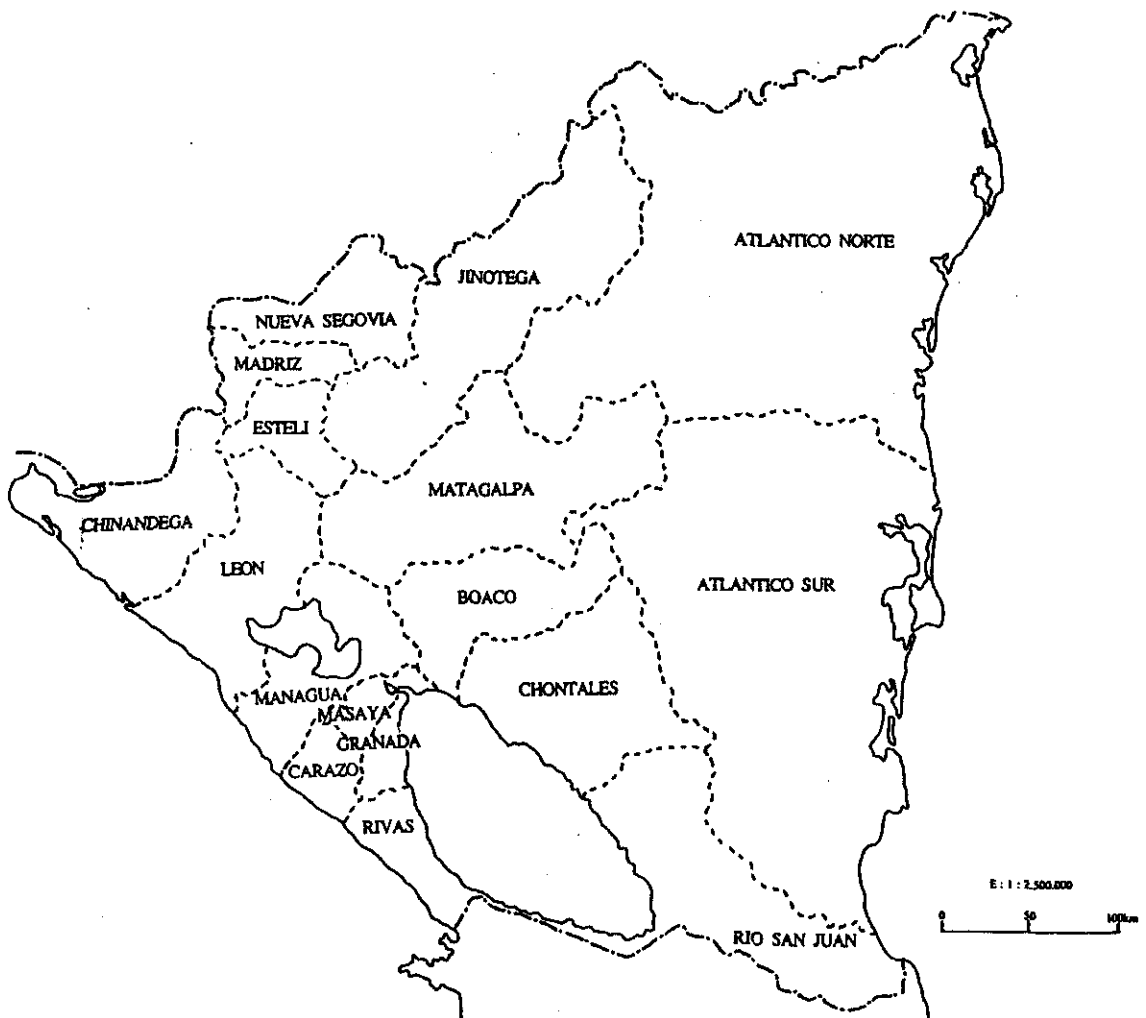 ATLANTICO NORTE
JINOTEGA
NUEVA SEGOVIA
MADRIZ
ESTELI
MATAGALPA
CHINANDEGA
LEON
BOACO
ATLANTICO SUR
CHONTALES
MANAGUA
MASAYA
GRANADA
CARAZO
RIVAS
E : 1 : 2,500.000
0 50 100km
RIO SAN JUAN